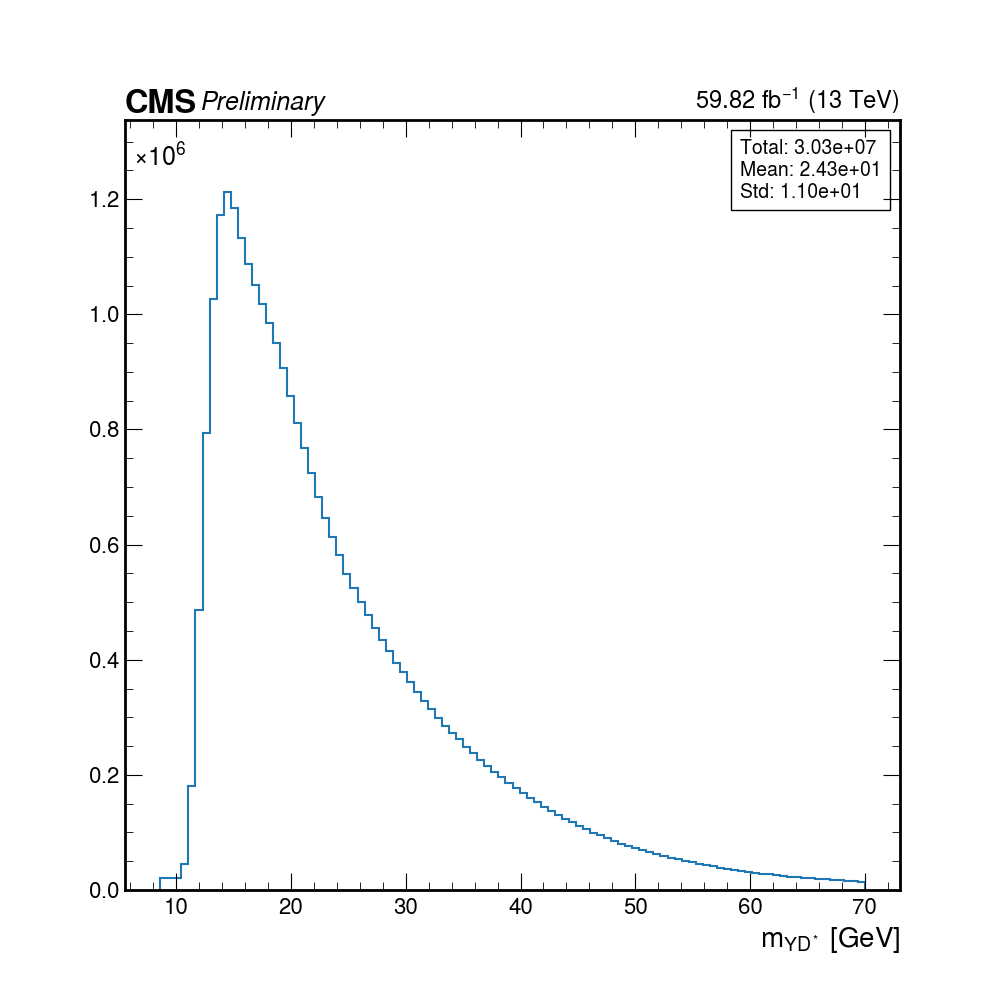 CMS Preliminary 59.82 fb⁻¹ (13 TeV)
×10⁶
Total: 3.03e+07
Mean: 2.43e+01
Std: 1.10e+01
1.2
1.0
0.8
0.6
0.4
0.2
0.0
10 20 30 40 50 60 70
m_YD* [GeV]